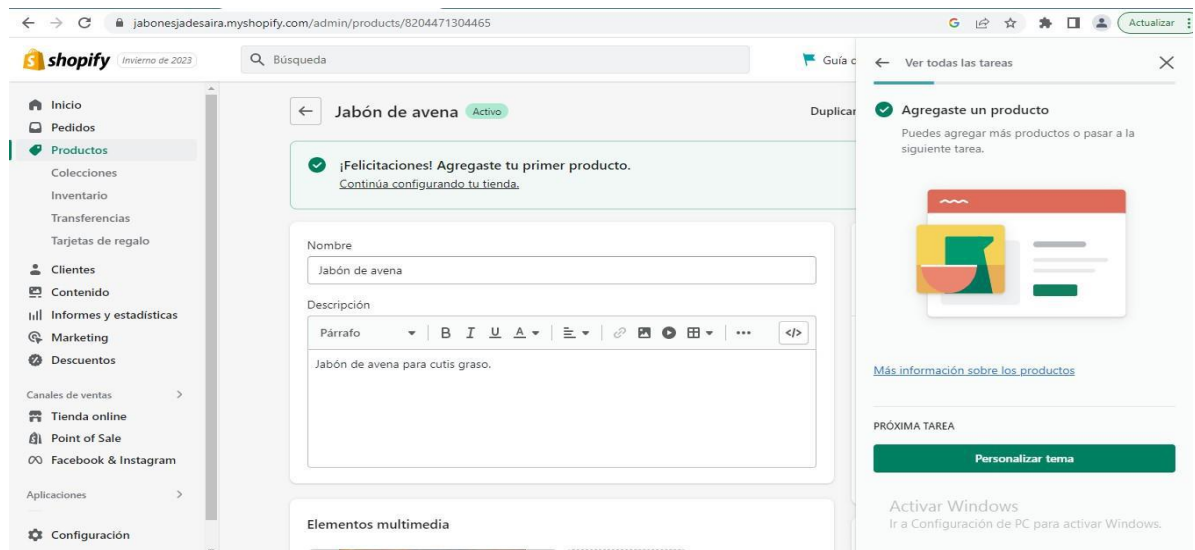 jabonesjadesaira.myshopify.com/admin/products/8204471304465
Actualizar
shopify
Invierno de 2023
Búsqueda
Guía
Inicio
Pedidos
Productos
Colecciones
Inventario
Transferencias
Tarjetas de regalo
Clientes
Contenido
Informes y estadísticas
Marketing
Descuentos
Canales de ventas
Tienda online
Point of Sale
Facebook & Instagram
Aplicaciones
Configuración
Jabón de avena
Activo
Duplicar
¡Felicitaciones! Agregaste tu primer producto.
Continúa configurando tu tienda.
Nombre
Jabón de avena
Descripción
Párrafo
B I U A
</>
Jabón de avena para cutis graso.
Elementos multimedia
Ver todas las tareas
Agregaste un producto
Puedes agregar más productos o pasar a la
siguiente tarea.
Más información sobre los productos
PRÓXIMA TAREA
Personalizar tema
Activar Windows
Ir a Configuración de PC para activar Windows.